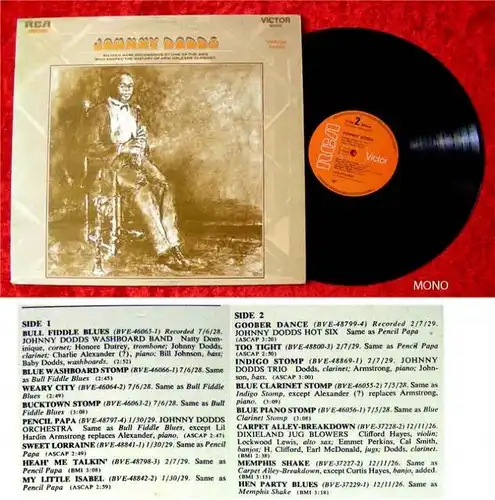 RCA
VICTOR
JOHNNY DODDS
2
RCA Victor
MONO
SIDE 1
BULL FIDDLE BLUES (BVE-46063-1) Recorded 7/6/28.
JOHNNY DODDS WASHBOARD BAND Natty Dom-
inique, cornet; Honore Dutrey, trombone; Johnny Dodds,
clarinet; Charlie Alexander (?), piano; Bill Johnson, bass;
Baby Dodds, washboards. (2:52)
BLUE WASHBOARD STOMP (BVE-46066-1) 7/6/28. Same
as Bull Fiddle Blues (2:45)
WEARY CITY (BVE-46064-2) 7/6/28. Same as Bull Fiddle
Blues (2:49)
BUCKTOWN STOMP (BVE-46063-2) 7/6/28. Same as Bull
Fiddle Blues (3:08)
PENCIL PAPA (BVE-48797-4) 1/30/29. JOHNNY DODDS
ORCHESTRA Same as Bull Fiddle Blues, except Lil
Hardin Armstrong replaces Alexander, piano. (ASCAP 2:47)
SWEET LORRAINE (BVE-48841-1) 1/30/29. Same as Pencil
Papa (ASCAP 2:49)
HEAH' ME TALKIN' (BVE-48798-3) 2/7/29. Same as
Pencil Papa (BMI 3:08)
MY LITTLE ISABEL (BVE-48842-2) 1/30/29. Same as
Pencil Papa (ASCAP 2:59)
SIDE 2
GOOBER DANCE (BVE-48799-4) Recorded 2/7/29.
JOHNNY DODDS HOT SIX Same as Pencil Papa
(ASCAP 3:20)
TOO TIGHT (BVE-48800-3) 2/7/29. Same as Pencil Papa
(ASCAP 2:50)
INDIGO STOMP (BVE-48869-1) 2/7/29. JOHNNY
DODDS TRIO Dodds, clarinet; Armstrong, piano; John-
son, bass. (ASCAP 3:00)
BLUE CLARINET STOMP (BVE-46055-2) 7/5/28. Same as
Indigo Stomp, except Alexander (?) replaces Armstrong,
piano. (3:09)
BLUE PIANO STOMP (BVE-46056-1) 7/5/28. Same as Blue
Clarinet Stomp (3:08)
CARPET ALLEY-BREAKDOWN (BVE-37228-2) 12/11/26.
DIXIELAND JUG BLOWERS Clifford Hayes, violin;
Lockwood Lewis, alto sax; Emmet Perkins, Cal Smith,
banjos; H. Clifford, Earl McDonald, jugs; Dodds, clarinet.
(BMI 2:38)
MEMPHIS SHAKE (BVE-37227-2) 12/11/26. Same as
Carpet Alley-Breakdown, except Curtis Hayes, banjo, added.
(BMI 3:11)
HEN PARTY BLUES (BVE-37229-1) 12/11/26. Same as
Memphis Shake (BMI 3:18)